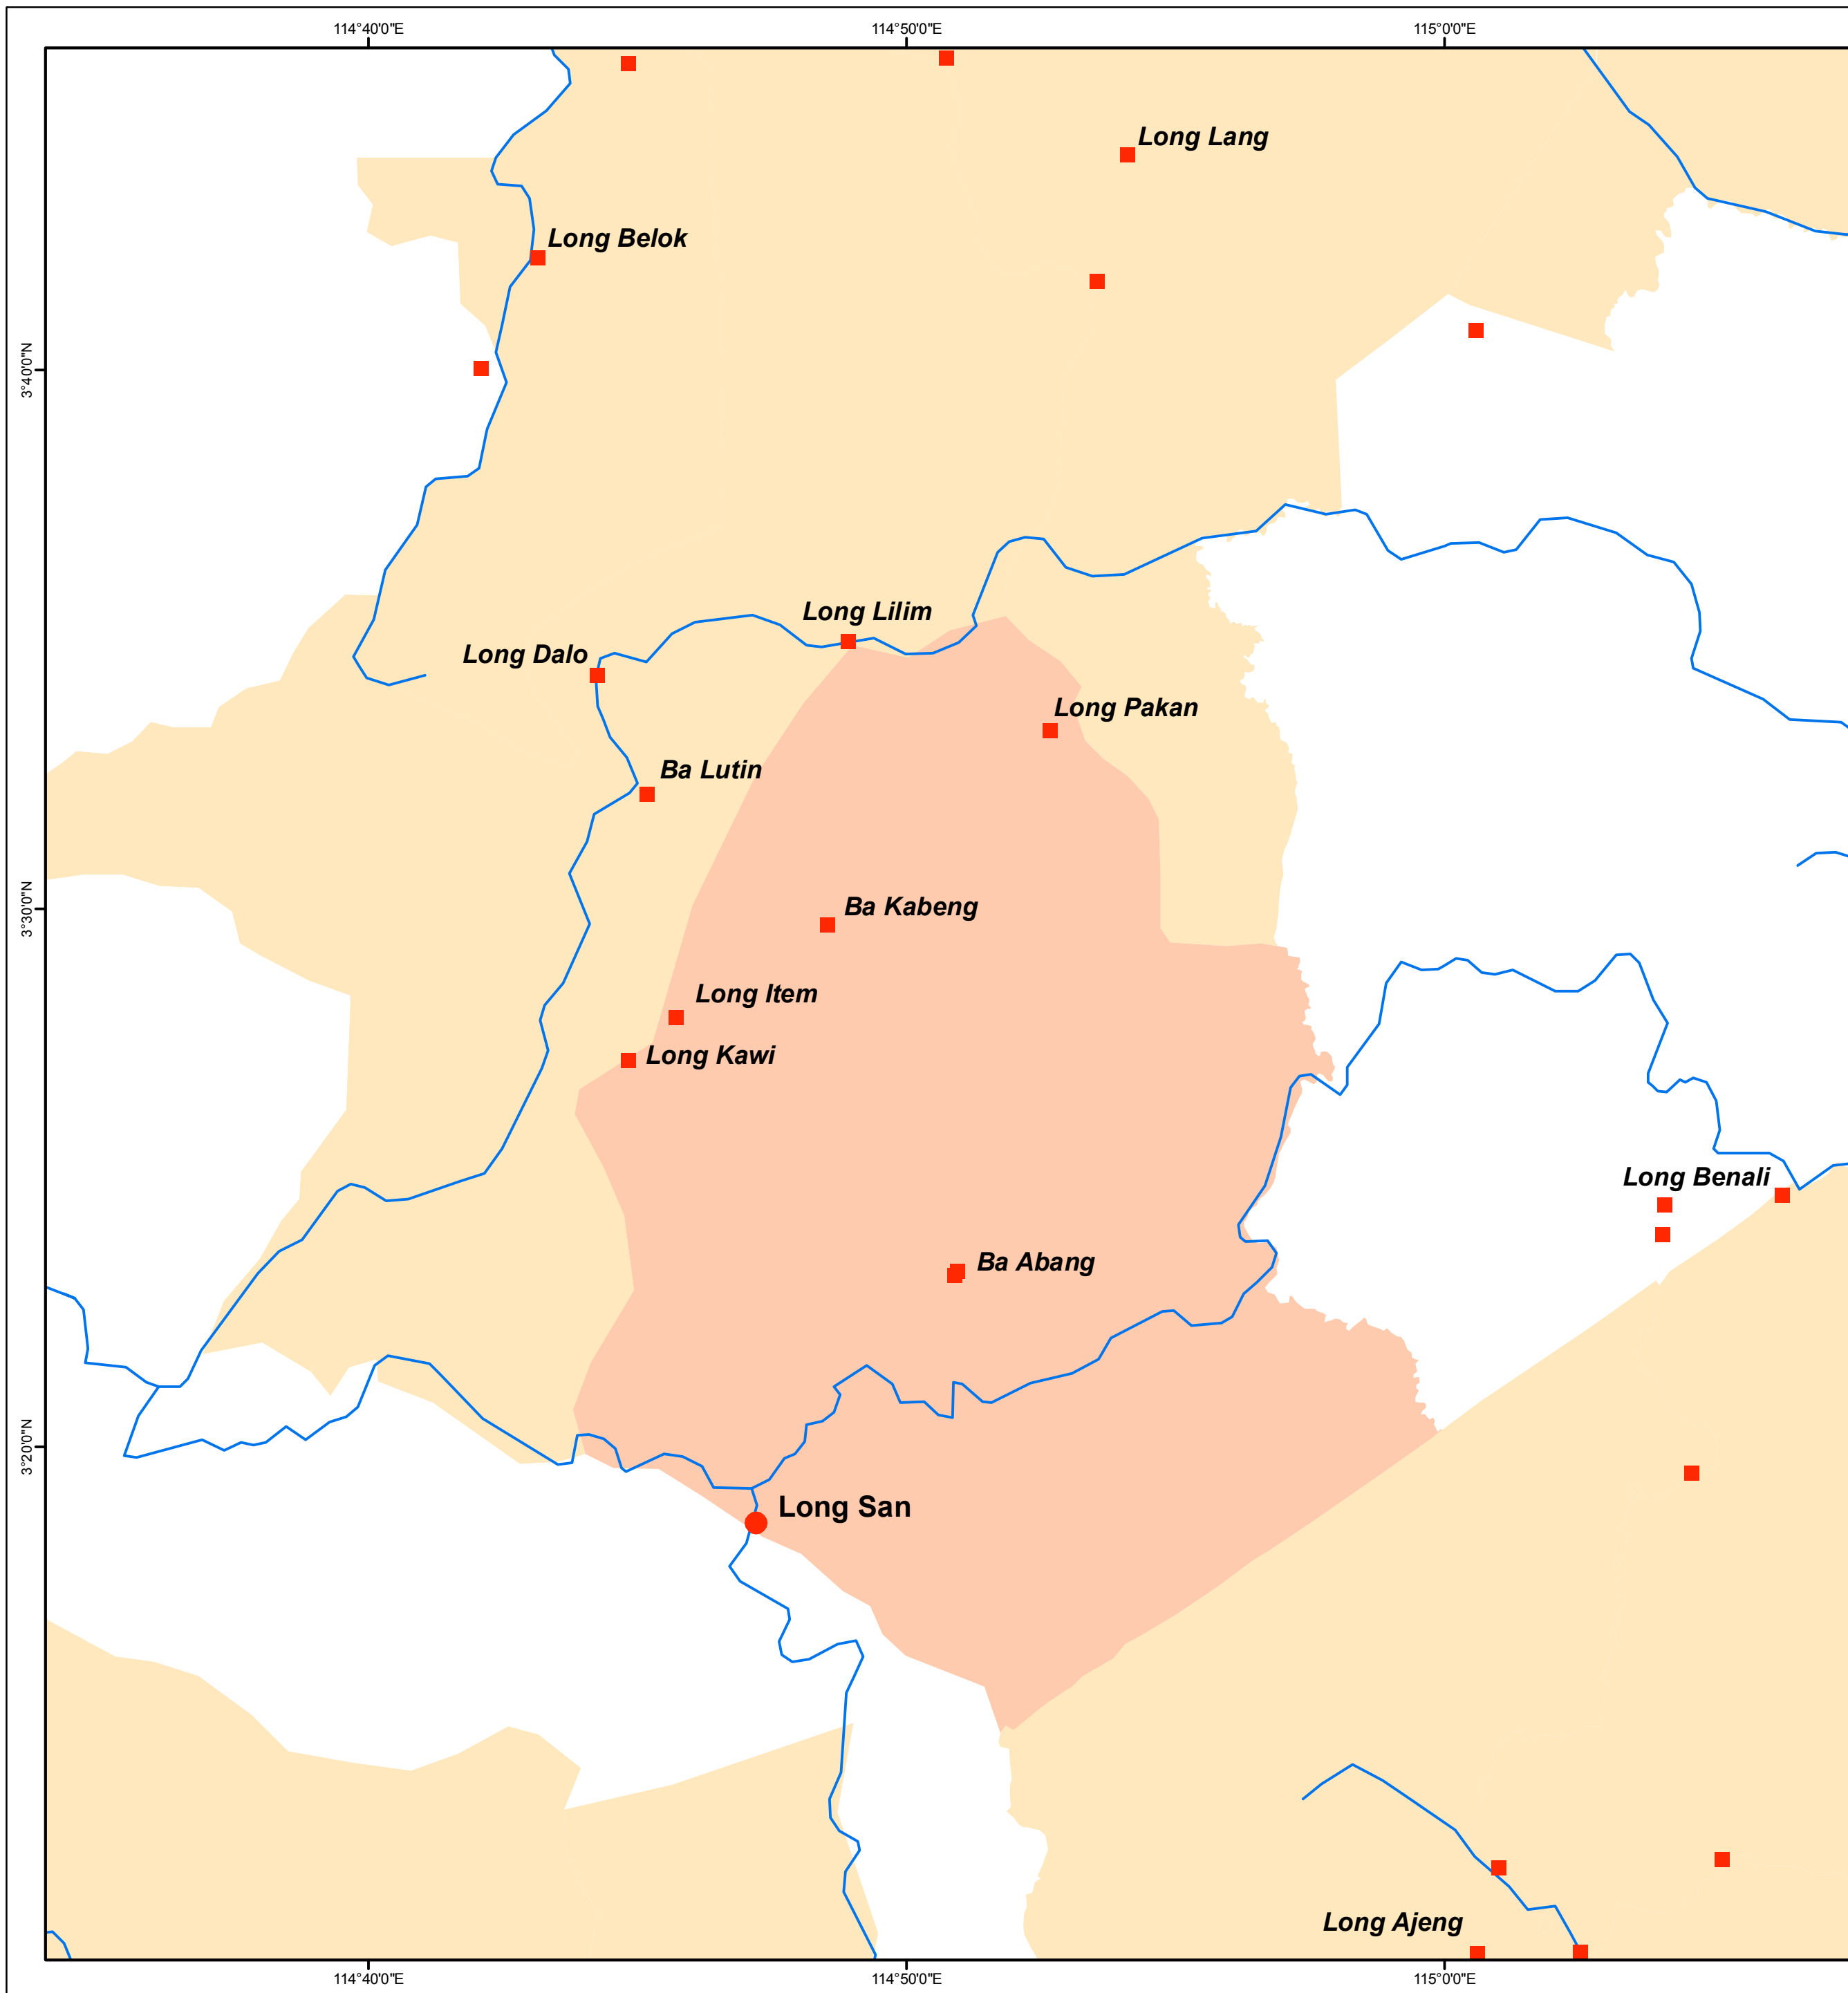 114°40'0"E
114°50'0"E
115°0'0"E
Long Lang
Long Belok
3°40'0"N
Long Lilim
Long Dalo
Long Pakan
Ba Lutin
3°30'0"N
Ba Kabeng
Long Item
Long Kawi
Long Benali
Ba Abang
3°20'0"N
Long San
Long Ajeng
114°40'0"E
114°50'0"E
115°0'0"E